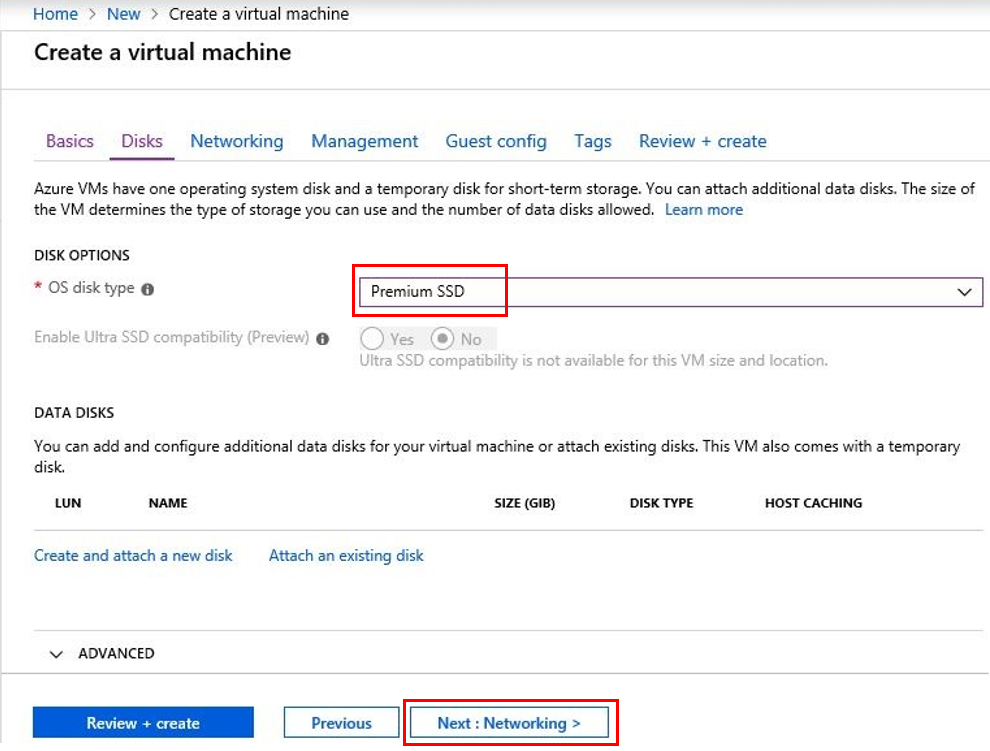 Home > New > Create a virtual machine
Create a virtual machine
Basics Disks Networking Management Guest config Tags Review + create
Azure VMs have one operating system disk and a temporary disk for short-term storage. You can attach additional data disks. The size of
the VM determines the type of storage you can use and the number of data disks allowed. Learn more
DISK OPTIONS
* OS disk type
Premium SSD
Enable Ultra SSD compatibility (Preview)
Yes No
Ultra SSD compatibility is not available for this VM size and location.
DATA DISKS
You can add and configure additional data disks for your virtual machine or attach existing disks. This VM also comes with a temporary
disk.
LUN NAME SIZE (GIB) DISK TYPE HOST CACHING
Create and attach a new disk Attach an existing disk
ADVANCED
Review + create Previous Next : Networking >